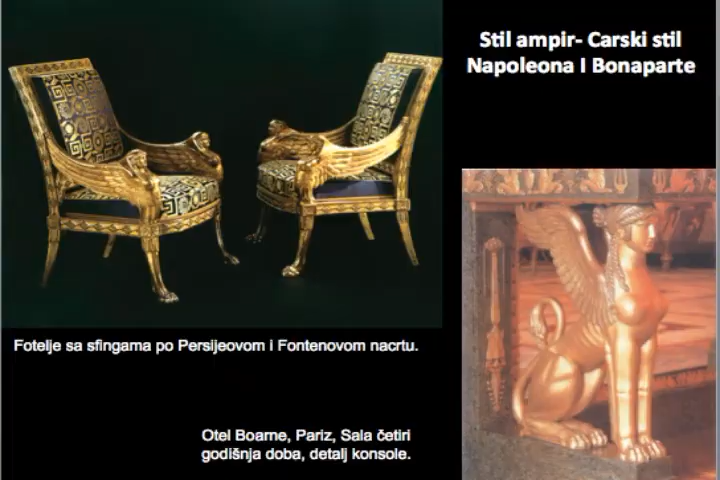 Stil ampir- Carski stil
Napoleona I Bonaparte
Fotelje sa sfingama po Persijeovom i Fontenovom nacrtu.
Otel Boarne, Pariz, Sala četiri
godišnja doba, detalj konsole.